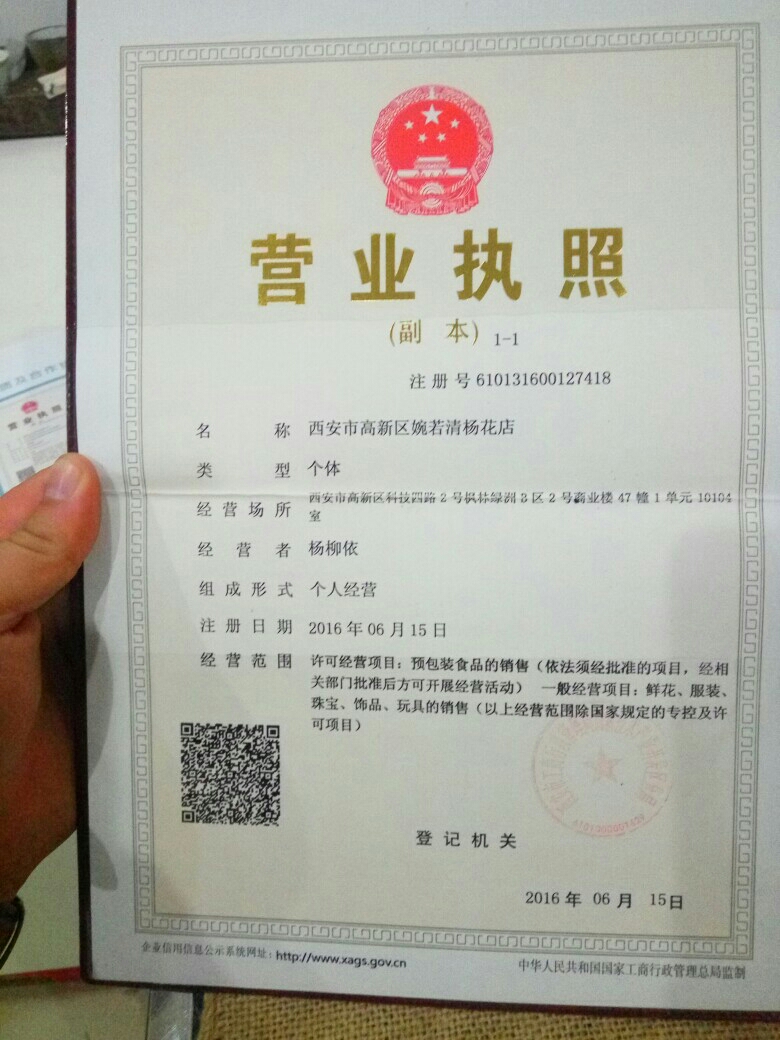 营业执照
(副 本) 1-1
注册号 610131600127418
名 称 西安市高新区婉若清杨花店
类 型 个体
经营场所 西安市高新区科技四路2号枫林绿洲3区2号商业楼47幢1单元10104
室
经 营 者 杨柳依
组成形式 个人经营
注册日期 2016年06月15日
经营范围 许可经营项目：预包装食品的销售（依法须经批准的项目，经相
关部门批准后方可开展经营活动） 一般经营项目：鲜花、服装、
珠宝、饰品、玩具的销售（以上经营范围除国家规定的专控及许
可项目）
登记机关
2016年 06月 15日
企业信用信息公示系统网址：http://www.xags.gov.cn
中华人民共和国国家工商行政管理总局监制
营业执照